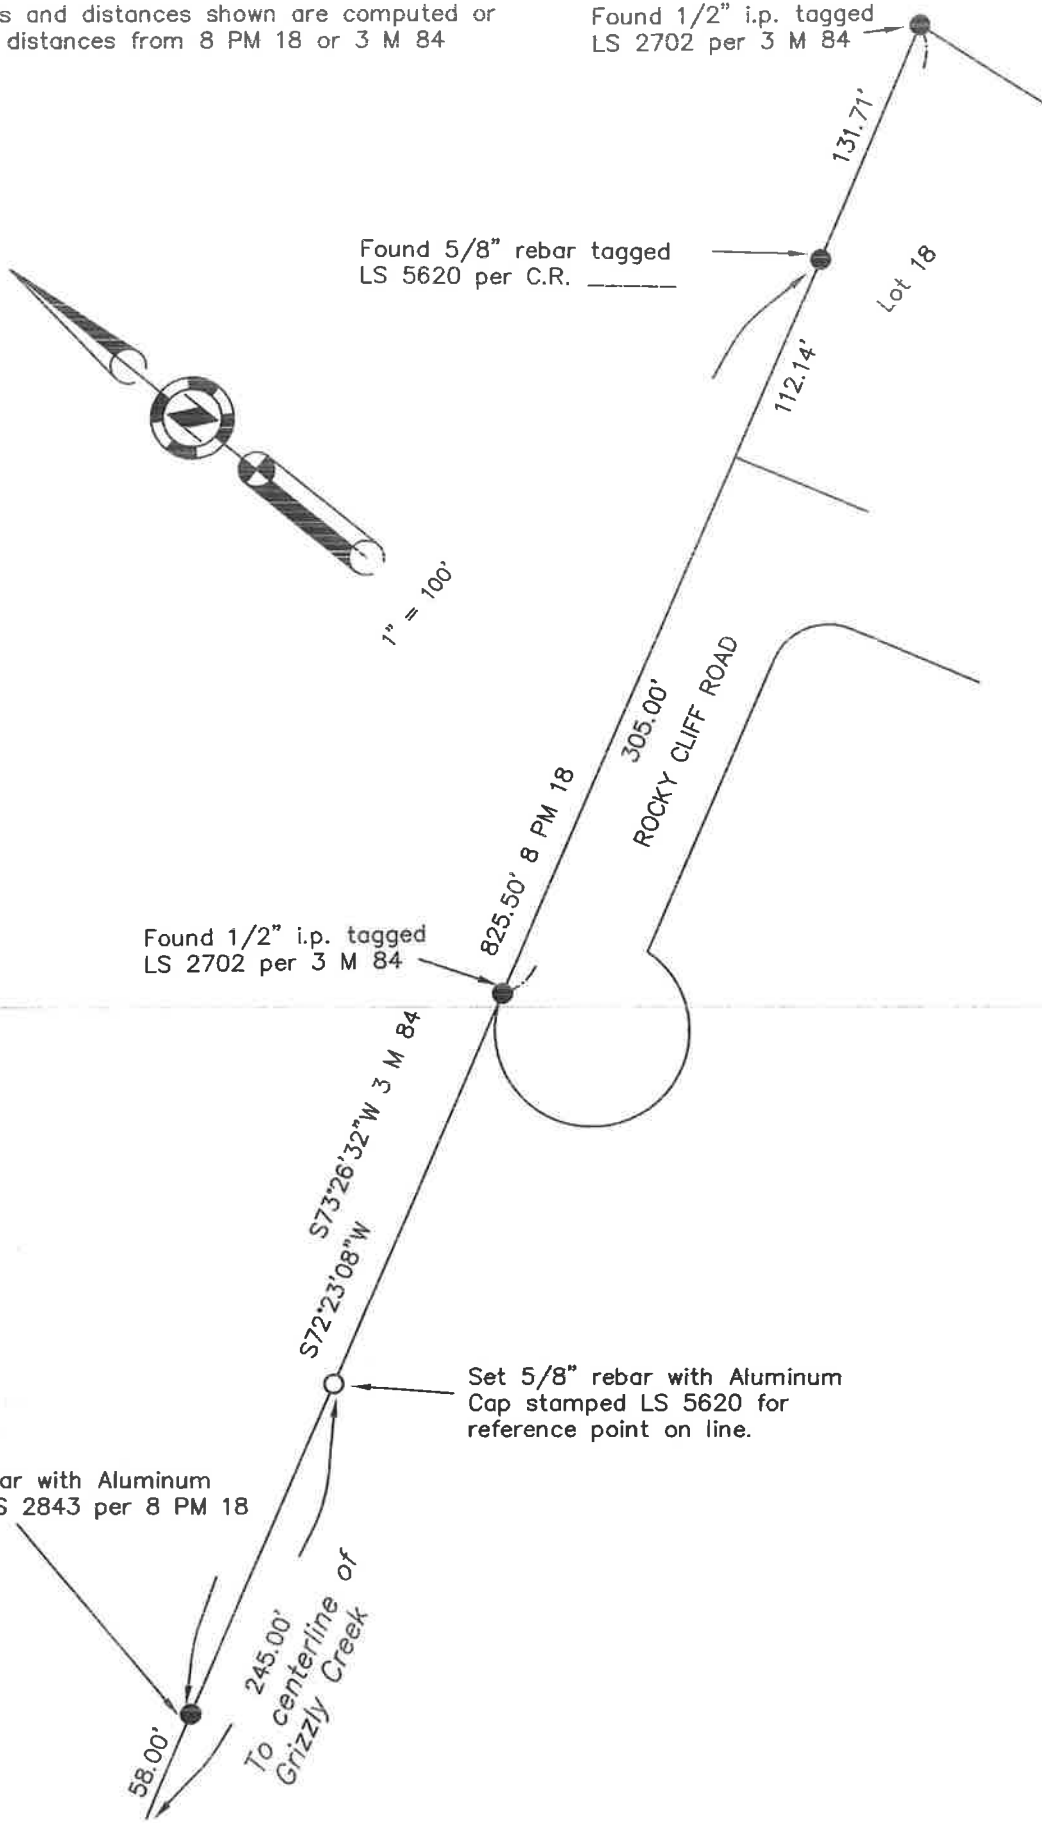 s and distances shown are computed or
distances from 8 PM 18 or 3 M 84
Found 1/2" i.p. tagged
LS 2702 per 3 M 84
131.71'
Found 5/8" rebar tagged
LS 5620 per C.R. ______
Lot 18
112.14'
1" = 100'
305.00'
ROCKY CLIFF ROAD
825.50' 8 PM 18
Found 1/2" i.p. tagged
LS 2702 per 3 M 84
S73°26'32"W 3 M 84
S72°23'08"W
Set 5/8" rebar with Aluminum
Cap stamped LS 5620 for
reference point on line.
ar with Aluminum
S 2843 per 8 PM 18
245.00'
To centerline of
Grizzly Creek
58.00'